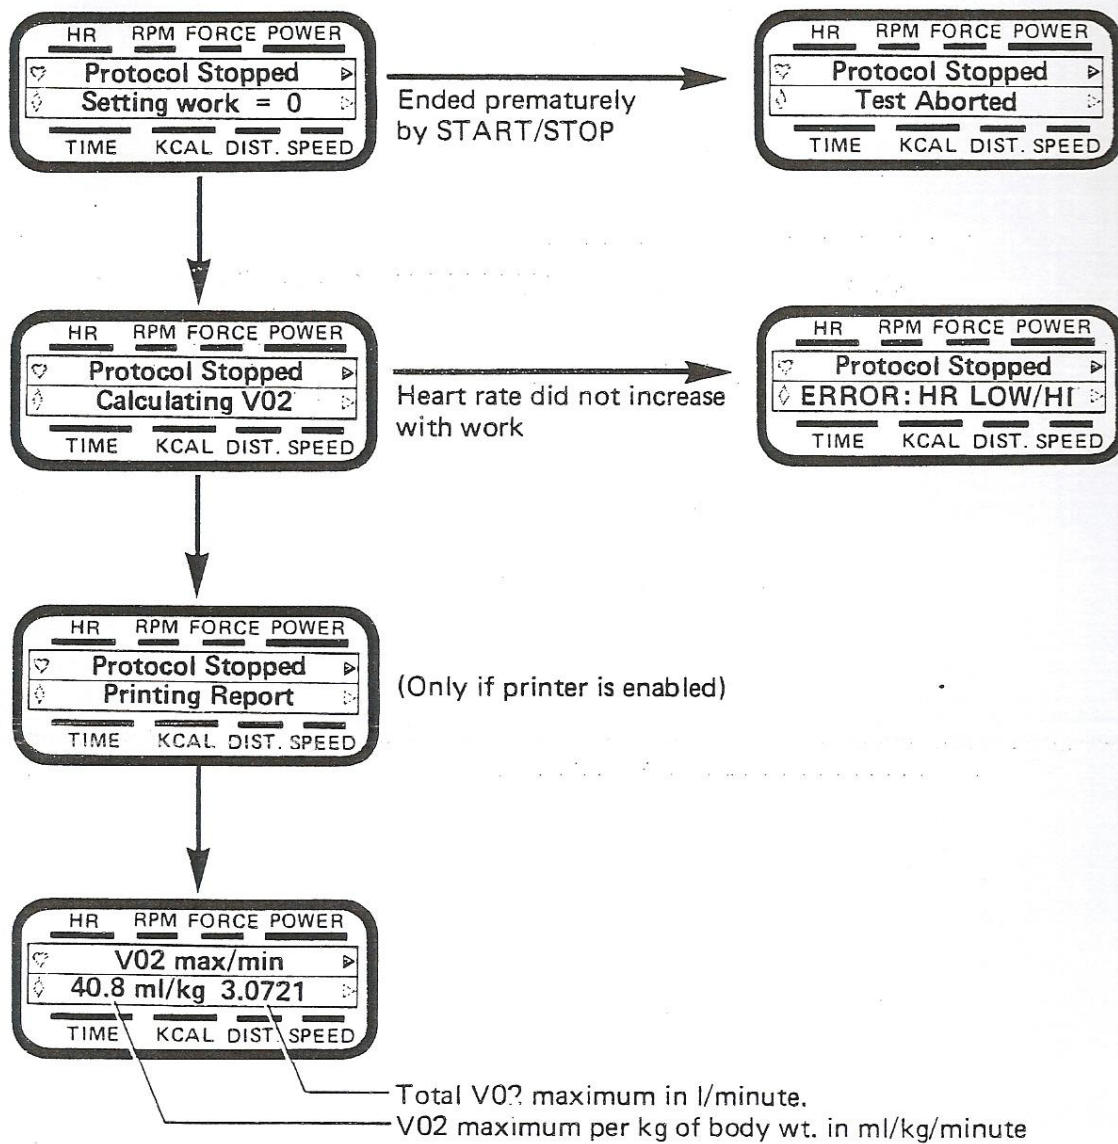 HR RPM FORCE POWER
Protocol Stopped
Setting work = 0
TIME KCAL DIST. SPEED
Ended prematurely
by START/STOP
HR RPM FORCE POWER
Protocol Stopped
Test Aborted
TIME KCAL DIST. SPEED
HR RPM FORCE POWER
Protocol Stopped
Calculating V02
TIME KCAL DIST. SPEED
Heart rate did not increase
with work
HR RPM FORCE POWER
Protocol Stopped
ERROR: HR LOW/HI
TIME KCAL DIST. SPEED
HR RPM FORCE POWER
Protocol Stopped
Printing Report
TIME KCAL DIST. SPEED
(Only if printer is enabled)
HR RPM FORCE POWER
V02 max/min
40.8 ml/kg 3.0721
TIME KCAL DIST. SPEED
Total V02 maximum in l/minute.
V02 maximum per kg of body wt. in ml/kg/minute